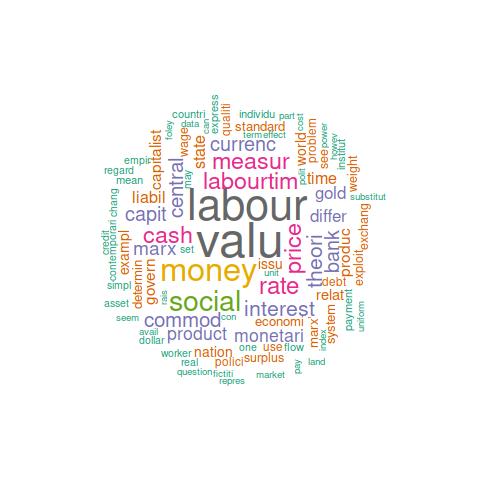 countri
individu
part
express
qualiti
cost
foley
data
can
standard
power
capitalist
wage
state
currenc
world
problem
see
howev
institut
empir
central
measur
term
effect
regard
mean
may
labourtim
polit
time
weight
liabil
gold
substitut
chang
capit
labour
differ
contemporari
credit
cash
valu
price
theori
bank
produc
exploit
exchang
exampl
marx
set
money
issu
unit
simpl
determin
govern
rais
rate
debt
relat
asset
social
interest
system
payment
uniform
seem
commod
con
economi
marx
index
avail
dollar
product
monetari
worker
nation
one
use
flow
real
polici
surplus
question
fictiti
market
pay
land
repres